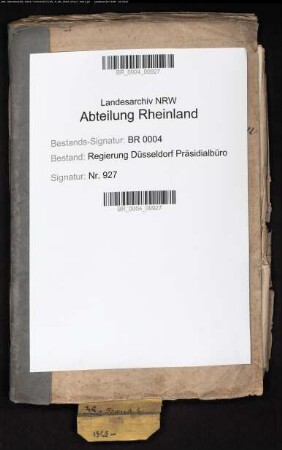 BR_0004_00927
Landesarchiv NRW
Abteilung Rheinland
Bestands-Signatur: BR 0004
Bestand: Regierung Düsseldorf Präsidialbüro
Signatur: Nr. 927
BR_0004_00927